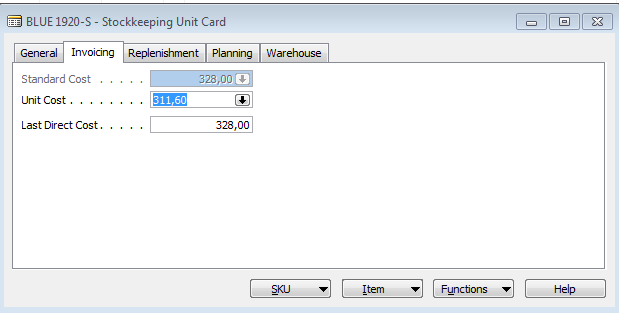 BLUE 1920-S - Stockkeeping Unit Card
General Invoicing Replenishment Planning Warehouse
Standard Cost . . . . . 328,00
Unit Cost . . . . . . . . 311,60
Last Direct Cost . . . . . 328,00
SKU Item Functions Help